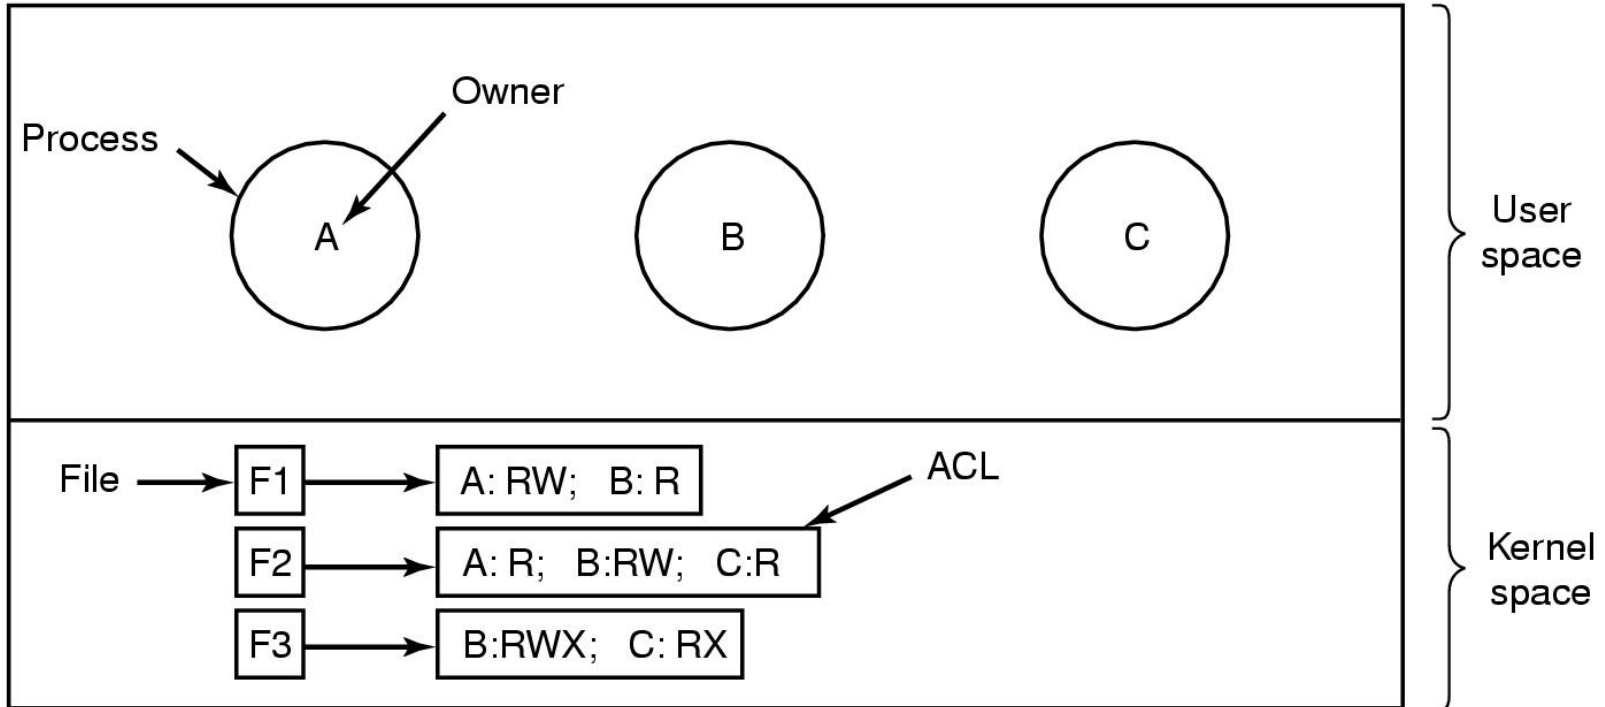 Owner
Process
A
B
C
User
space
File
F1
A: RW; B: R
ACL
F2
A: R; B:RW; C:R
F3
B:RWX; C: RX
Kernel
space